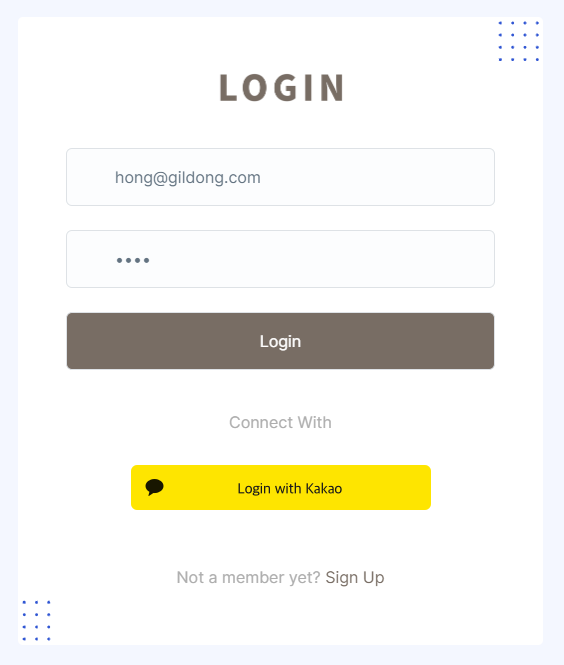 LOGIN
hong@gildong.com
••••
Login
Connect With
Login with Kakao
Not a member yet? Sign Up